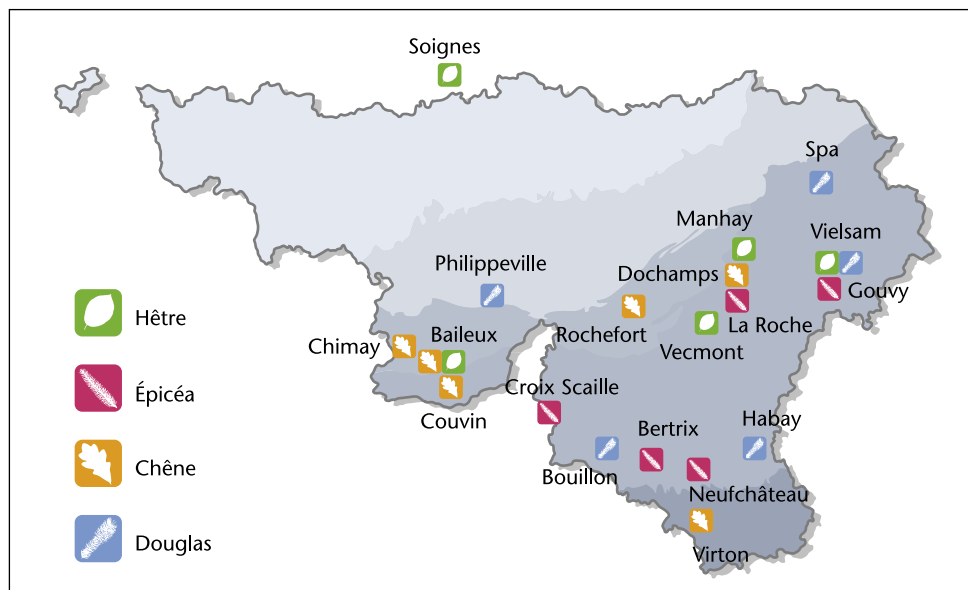 Soignes
Spa
Manhay
Vielsam
Philippeville
Dochamps
Gouvy
Hêtre
Rochefort
La Roche
Chimay
Baileux
Vecmont
Épicéa
Croix Scaille
Couvin
Bertrix
Habay
Chêne
Bouillon
Neufchâteau
Douglas
Virton